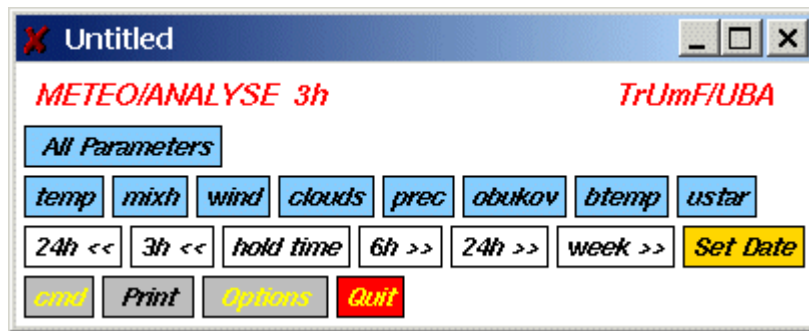 Untitled
METEO/ANALYSE 3h TrUmF/UBA
All Parameters
temp mixh wind clouds prec obukov btemp ustar
24h << 3h << hold time 6h >> 24h >> week >> Set Date
cmd Print Options Quit